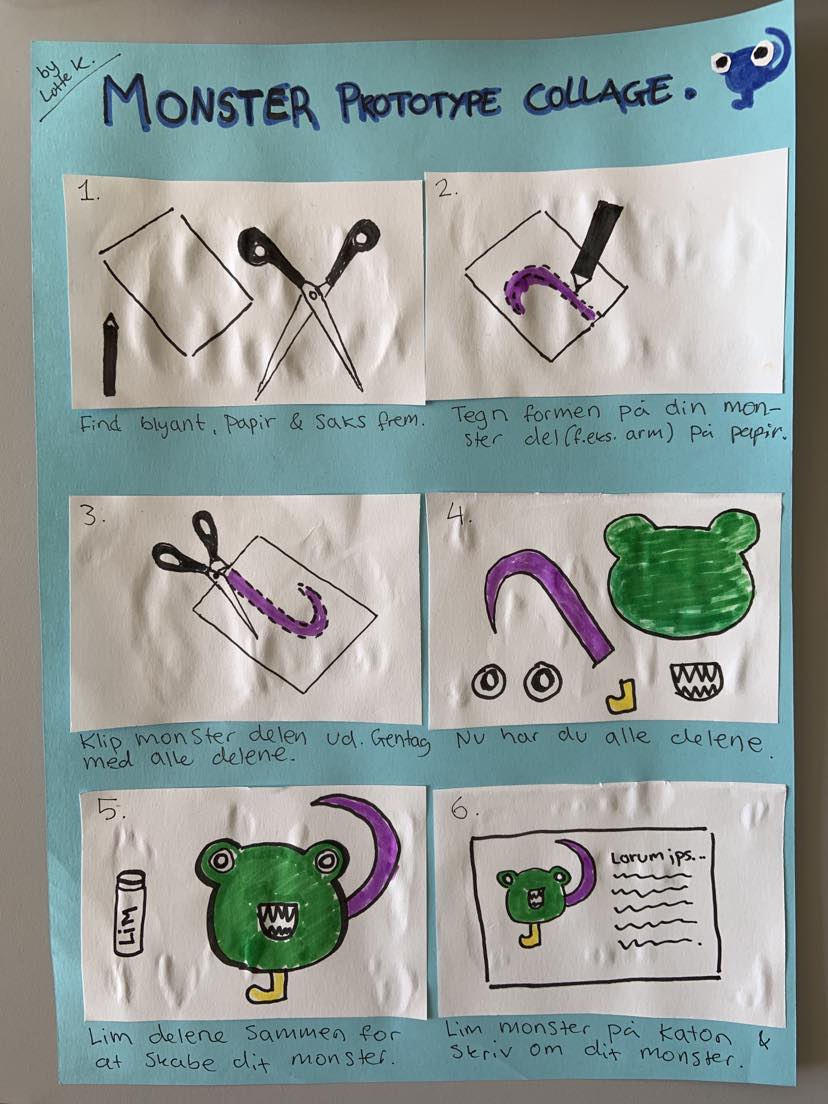 by
Lotte K.
MONSTER PROTOTYPE COLLAGE.
1.
Find blyant, papir & saks frem.
2.
Tegn formen på din mon-
ster del (f.eks. arm) på papir.
3.
Klip monster delen ud. Gentag
med alle delene.
4.
Nu har du alle delene.
5.
LIM
Lim delene sammen for
at skabe dit monster.
6.
Lorum ips...
Lim monster på katon &
skriv om dit monster.